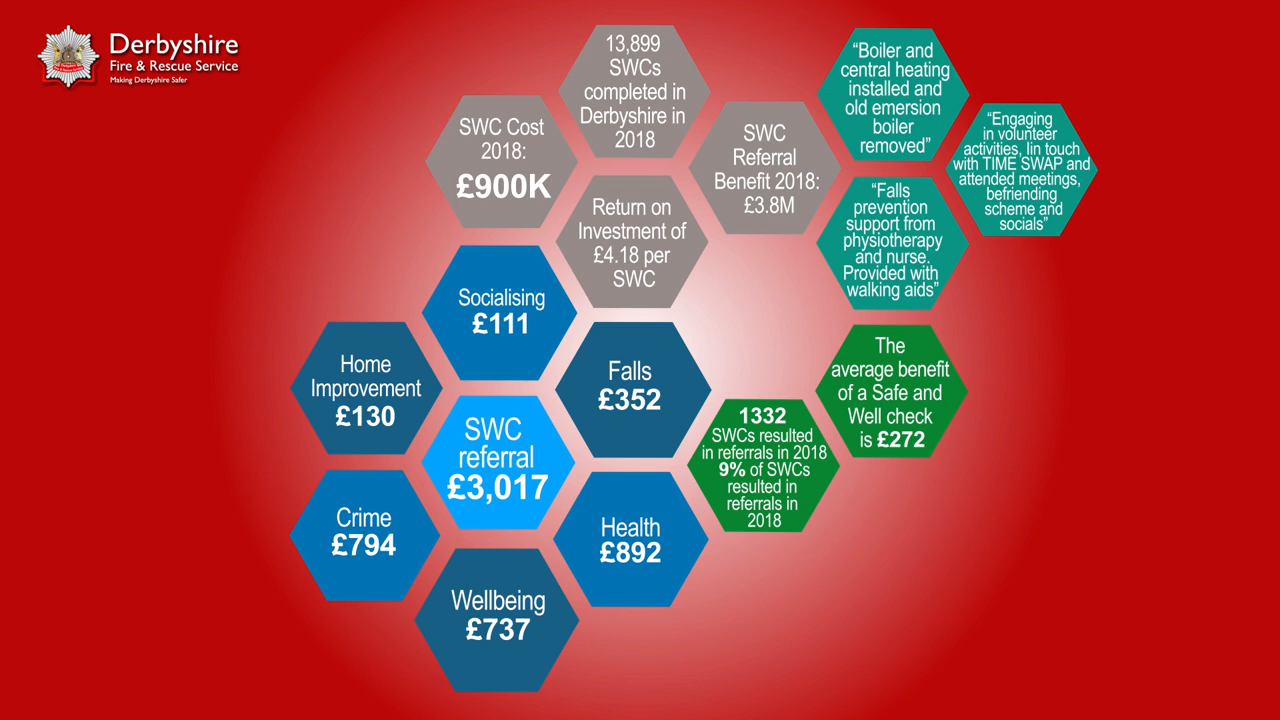 Derbyshire
Fire & Rescue Service
Making Derbyshire Safer
13,899
SWCs
completed in
Derbyshire in
2018
SWC Cost
2018:
£900K
SWC
Referral
Benefit 2018:
£3.8M
Return on
Investment of
£4.18 per
SWC
“Boiler and
central heating
installed and
old emersion
boiler
removed”
“Engaging
in volunteer
activities, Iin touch
with TIME SWAP and
attended meetings,
befriending
scheme and
socials”
“Falls
prevention
support from
physiotherapy
and nurse.
Provided with
walking aids”
Socialising
£111
Home
Improvement
£130
Falls
£352
SWC
referral
£3,017
Crime
£794
Health
£892
Wellbeing
£737
The
average benefit
of a Safe and
Well check
is £272
1332
SWCs resulted
in referrals in 2018
9% of SWCs
resulted in
referrals in
2018